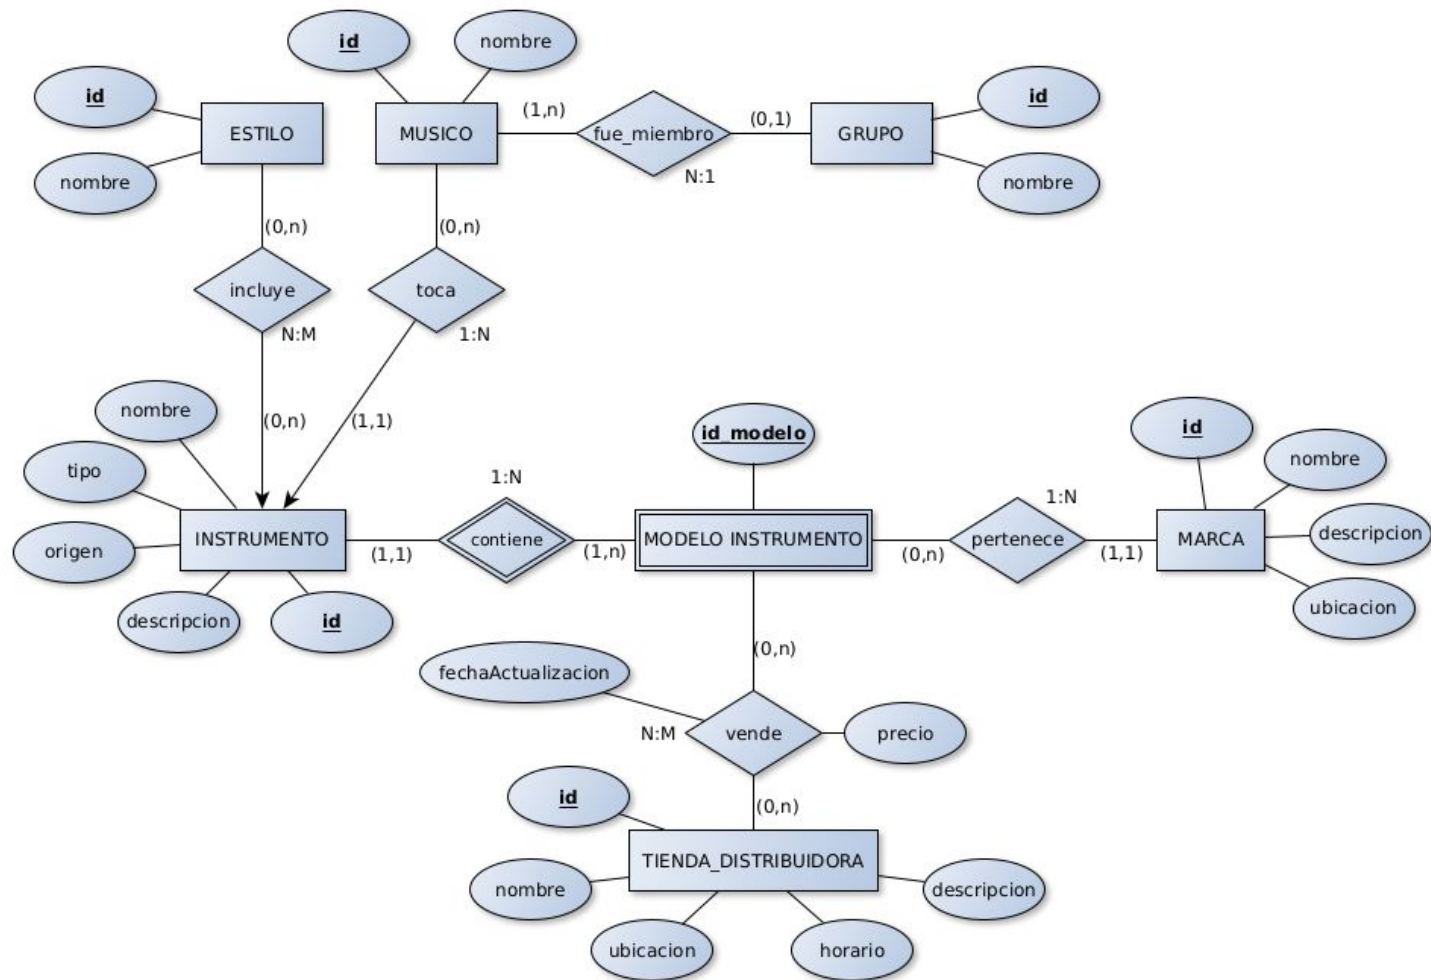 id
nombre
id
id
ESTILO
MUSICO
(1,n)
fue_miembro
(0,1)
GRUPO
nombre
N:1
nombre
(0,n)
(0,n)
incluye
toca
N:M
1:N
nombre
(0,n)
(1,1)
id_modelo
id
tipo
1:N
1:N
nombre
origen
INSTRUMENTO
(1,1)
contiene
(1,n)
MODELO INSTRUMENTO
(0,n)
pertenece
(1,1)
MARCA
descripcion
descripcion
id
ubicacion
(0,n)
fechaActualizacion
N:M
vende
precio
id
(0,n)
TIENDA_DISTRIBUIDORA
nombre
descripcion
ubicacion
horario